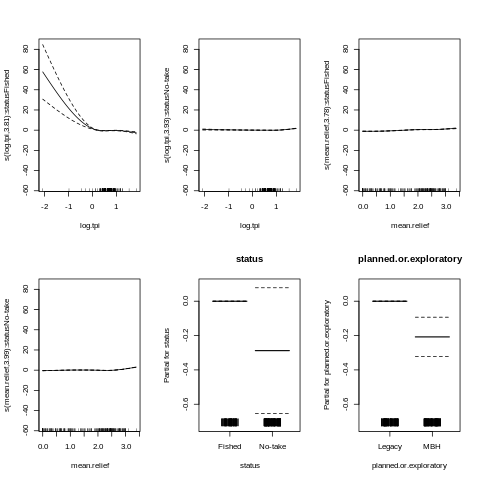 s(log.tpi,3.81):statusFished
80
60
40
20
0
-20
-40
-60
-2 -1 0 1
log.tpi
s(log.tpi,3.93):statusNo-take
80
60
40
20
0
-20
-40
-60
-2 -1 0 1
log.tpi
s(mean.relief,3.78):statusFished
80
60
40
20
0
-20
-40
-60
0.0 1.0 2.0 3.0
mean.relief
s(mean.relief,3.99):statusNo-take
80
60
40
20
0
-20
-40
-60
0.0 1.0 2.0 3.0
mean.relief
status
Partial for status
0.0
-0.2
-0.4
-0.6
Fished No-take
status
planned.or.exploratory
Partial for planned.or.exploratory
0.0
-0.2
-0.4
-0.6
Legacy MBH
planned.or.exploratory